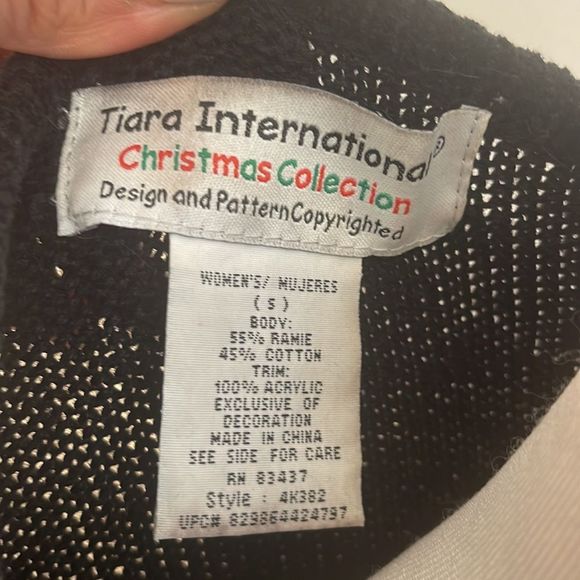 Tiara International®
Christmas Collection
Design and Pattern Copyrighted
WOMEN'S/ MUJERES
( S )
BODY:
55% RAMIE
45% COTTON
TRIM:
100% ACRYLIC
EXCLUSIVE OF
DECORATION
MADE IN CHINA
SEE SIDE FOR CARE
RN 83437
Style : 4K382
UPC# 829864424797